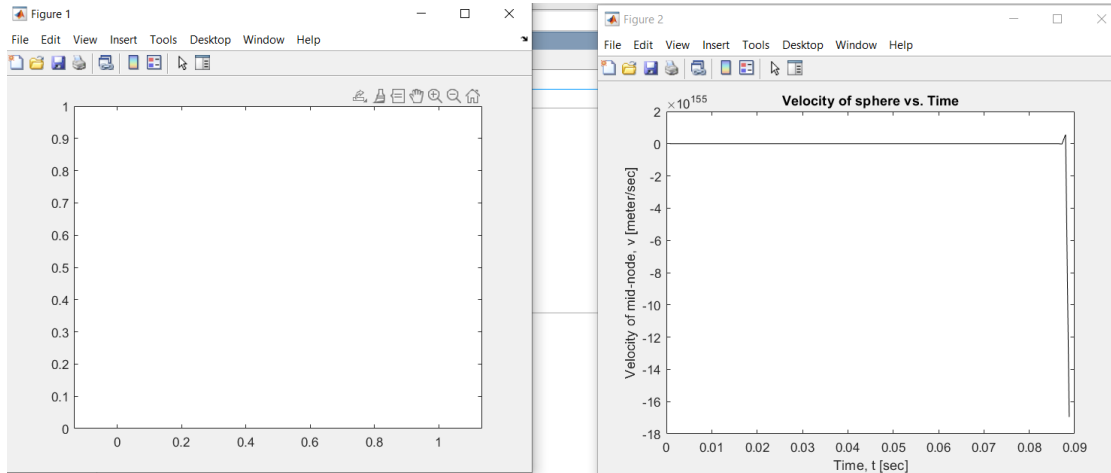 Figure 1
File Edit View Insert Tools Desktop Window Help
1
0.9
0.8
0.7
0.6
0.5
0.4
0.3
0.2
0.1
0
0 0.2 0.4 0.6 0.8 1
Figure 2
File Edit View Insert Tools Desktop Window Help
×10^155
Velocity of sphere vs. Time
2
0
-2
-4
-6
-8
-10
-12
-14
-16
-18
Velocity of mid-node, v [meter/sec]
0 0.01 0.02 0.03 0.04 0.05 0.06 0.07 0.08 0.09
Time, t [sec]